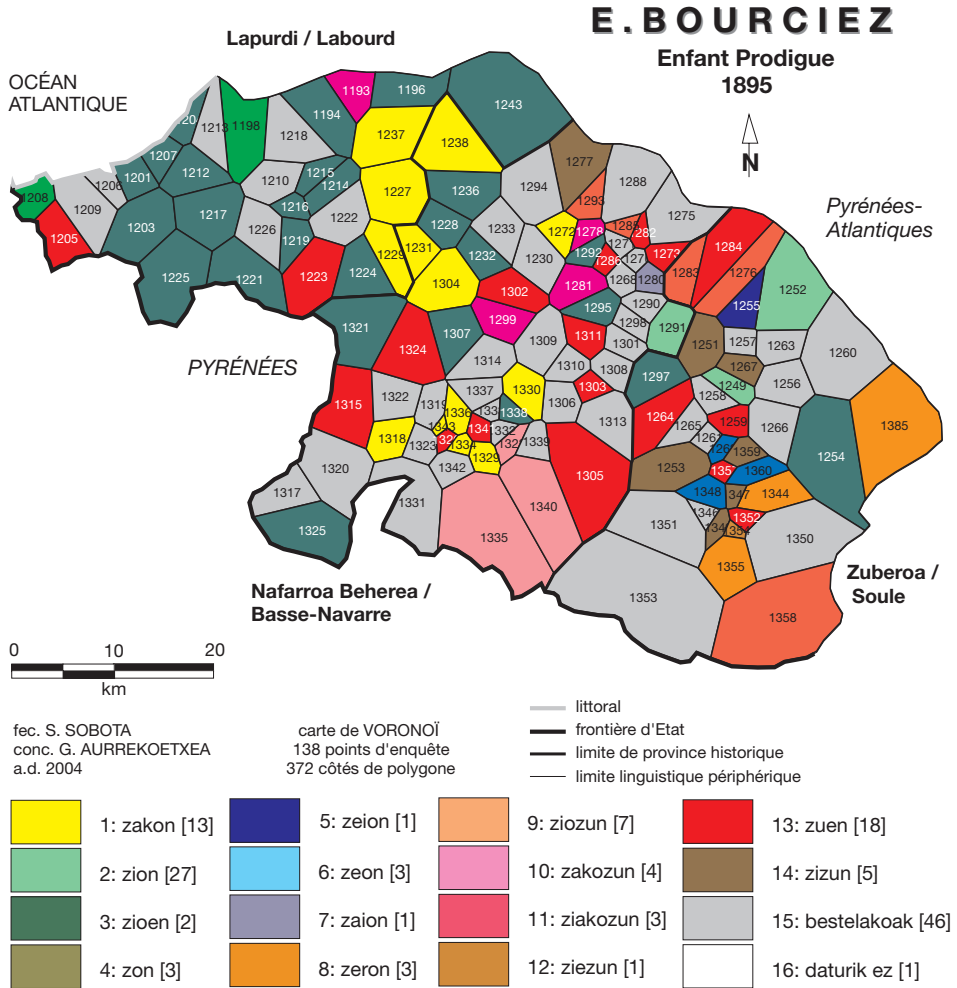 E. BOURCIEZ
Enfant Prodigue
1895
N
Lapurdi / Labourd
OCÉAN
ATLANTIQUE
Pyrénées-
Atlantiques
PYRÉNÉES
Nafarroa Beherea /
Basse-Navarre
Zuberoa /
Soule
1193 1196 1243
1194 1213 1198 1218 1237 1238
1207 1201 1212 1210 1215 1214 1277 1294 1288
1208 1206 1209 1216 1227 1236 1293 1275
1205 1203 1217 1226 1222 1228 1233 1272 1278 1285
1219 1229 1231 1232 1230 1292 1286 1273 1284
1225 1221 1223 1224 1304 1302 1281 1268 1280 1283 1276 1252
1255 1295 1290
1321 1299 1298 1291 1251 1257 1263 1260
1324 1307 1309 1311 1301
1314 1310 1308 1297 1267
1315 1322 1319 1337 1330 1303 1249 1256
1336 1338 1306 1258 1385
1318 1343 1332 1313 1264 1259 1266
1323 1334 1339 1265
1320 1342 1329 1305 1253 1359 1254
1317 1331 1340 1348 1360 1344
1325 1335 1351 1346 1352 1350
1354
1355
1353 1358
0 20
10
km
fec. S. SOBOTA
conc. G. AURREKOETXEA
a.d. 2004
carte de VORONOÏ
138 points d'enquête
372 côtés de polygone
littoral
frontière d'Etat
limite de province historique
limite linguistique périphérique
1: zakon [13]
2: zion [27]
3: zioen [2]
4: zon [3]
5: zeion [1]
6: zeon [3]
7: zaion [1]
8: zeron [3]
9: ziozun [7]
10: zakozun [4]
11: ziakozun [3]
12: ziezun [1]
13: zuen [18]
14: zizun [5]
15: bestelakoak [46]
16: daturik ez [1]